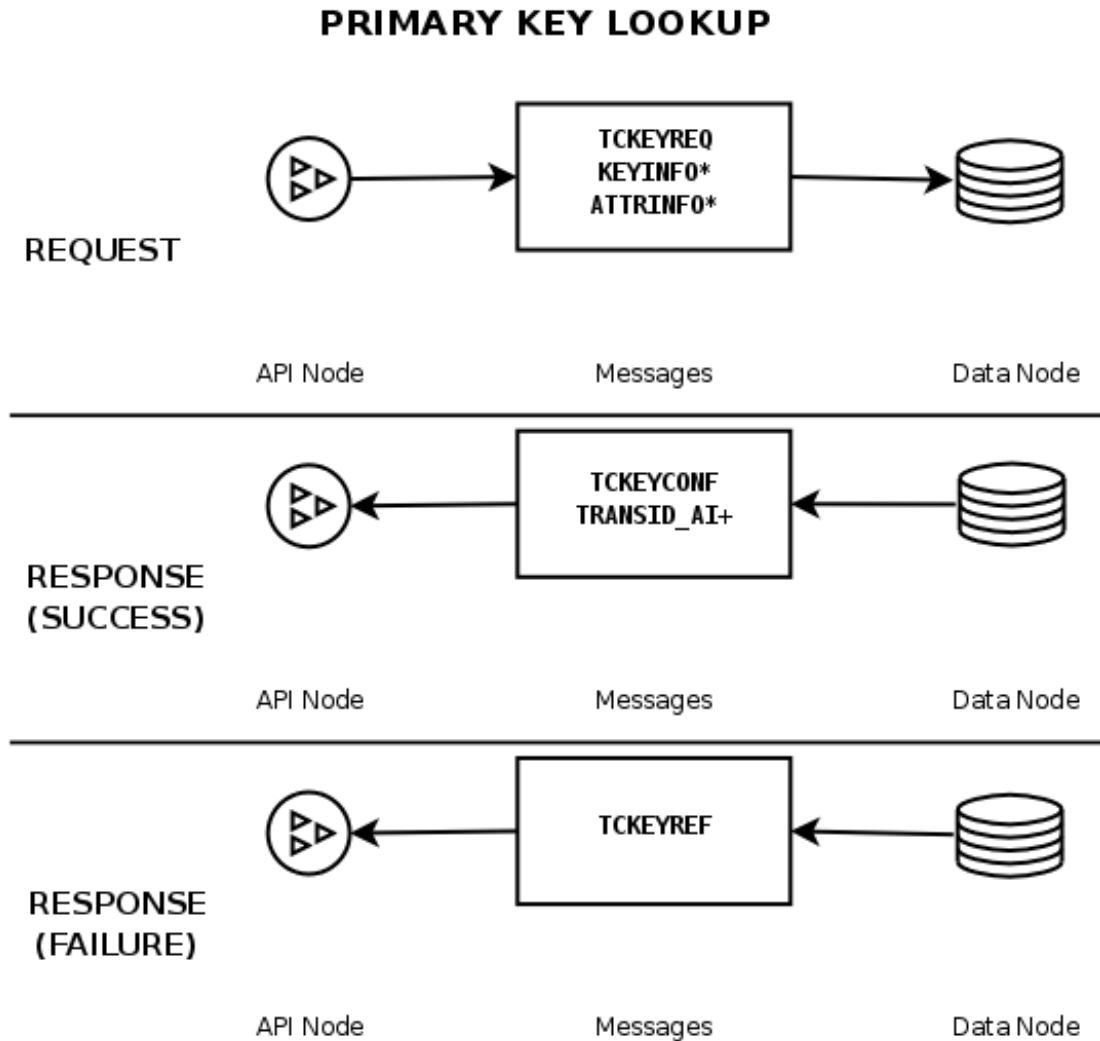 PRIMARY KEY LOOKUP
TCKEYREQ
KEYINFO*
ATTRINFO*
REQUEST
API Node
Messages
Data Node
TCKEYCONF
TRANSID_AI+
RESPONSE
(SUCCESS)
API Node
Messages
Data Node
TCKEYREF
RESPONSE
(FAILURE)
API Node
Messages
Data Node